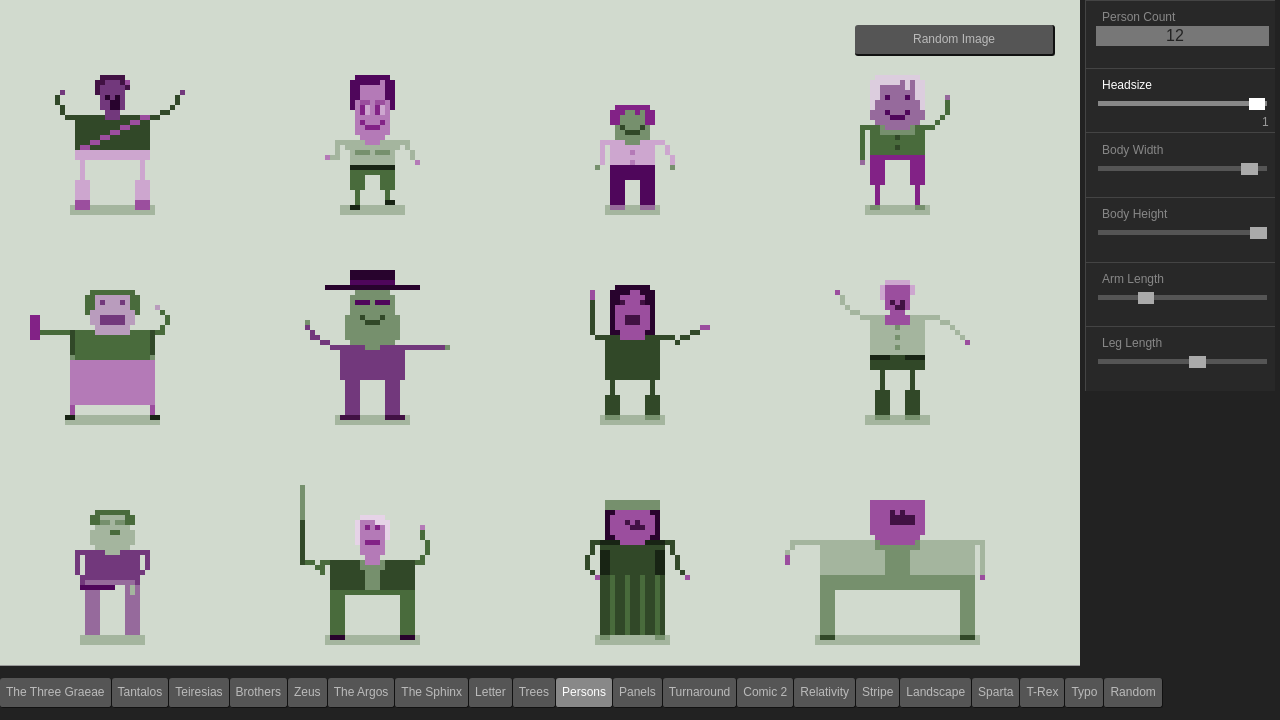 Random Image
Person Count
12
Headsize
1
Body Width
Body Height
Arm Length
Leg Length
The Three Graeae Tantalos Teiresias Brothers Zeus The Argos The Sphinx Letter Trees Persons Panels Turnaround Comic 2 Relativity Stripe Landscape Sparta T-Rex Typo Random